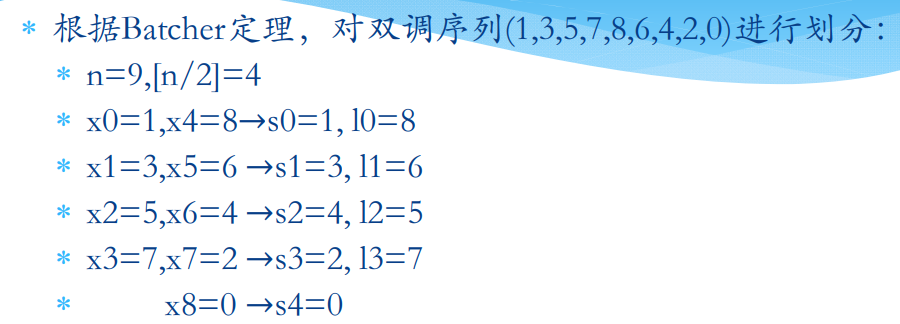 * 根据Batcher定理，对双调序列(1,3,5,7,8,6,4,2,0)进行划分：
* n=9,[n/2]=4
* x0=1,x4=8→s0=1, l0=8
* x1=3,x5=6 →s1=3, l1=6
* x2=5,x6=4 →s2=4, l2=5
* x3=7,x7=2 →s3=2, l3=7
* x8=0 →s4=0